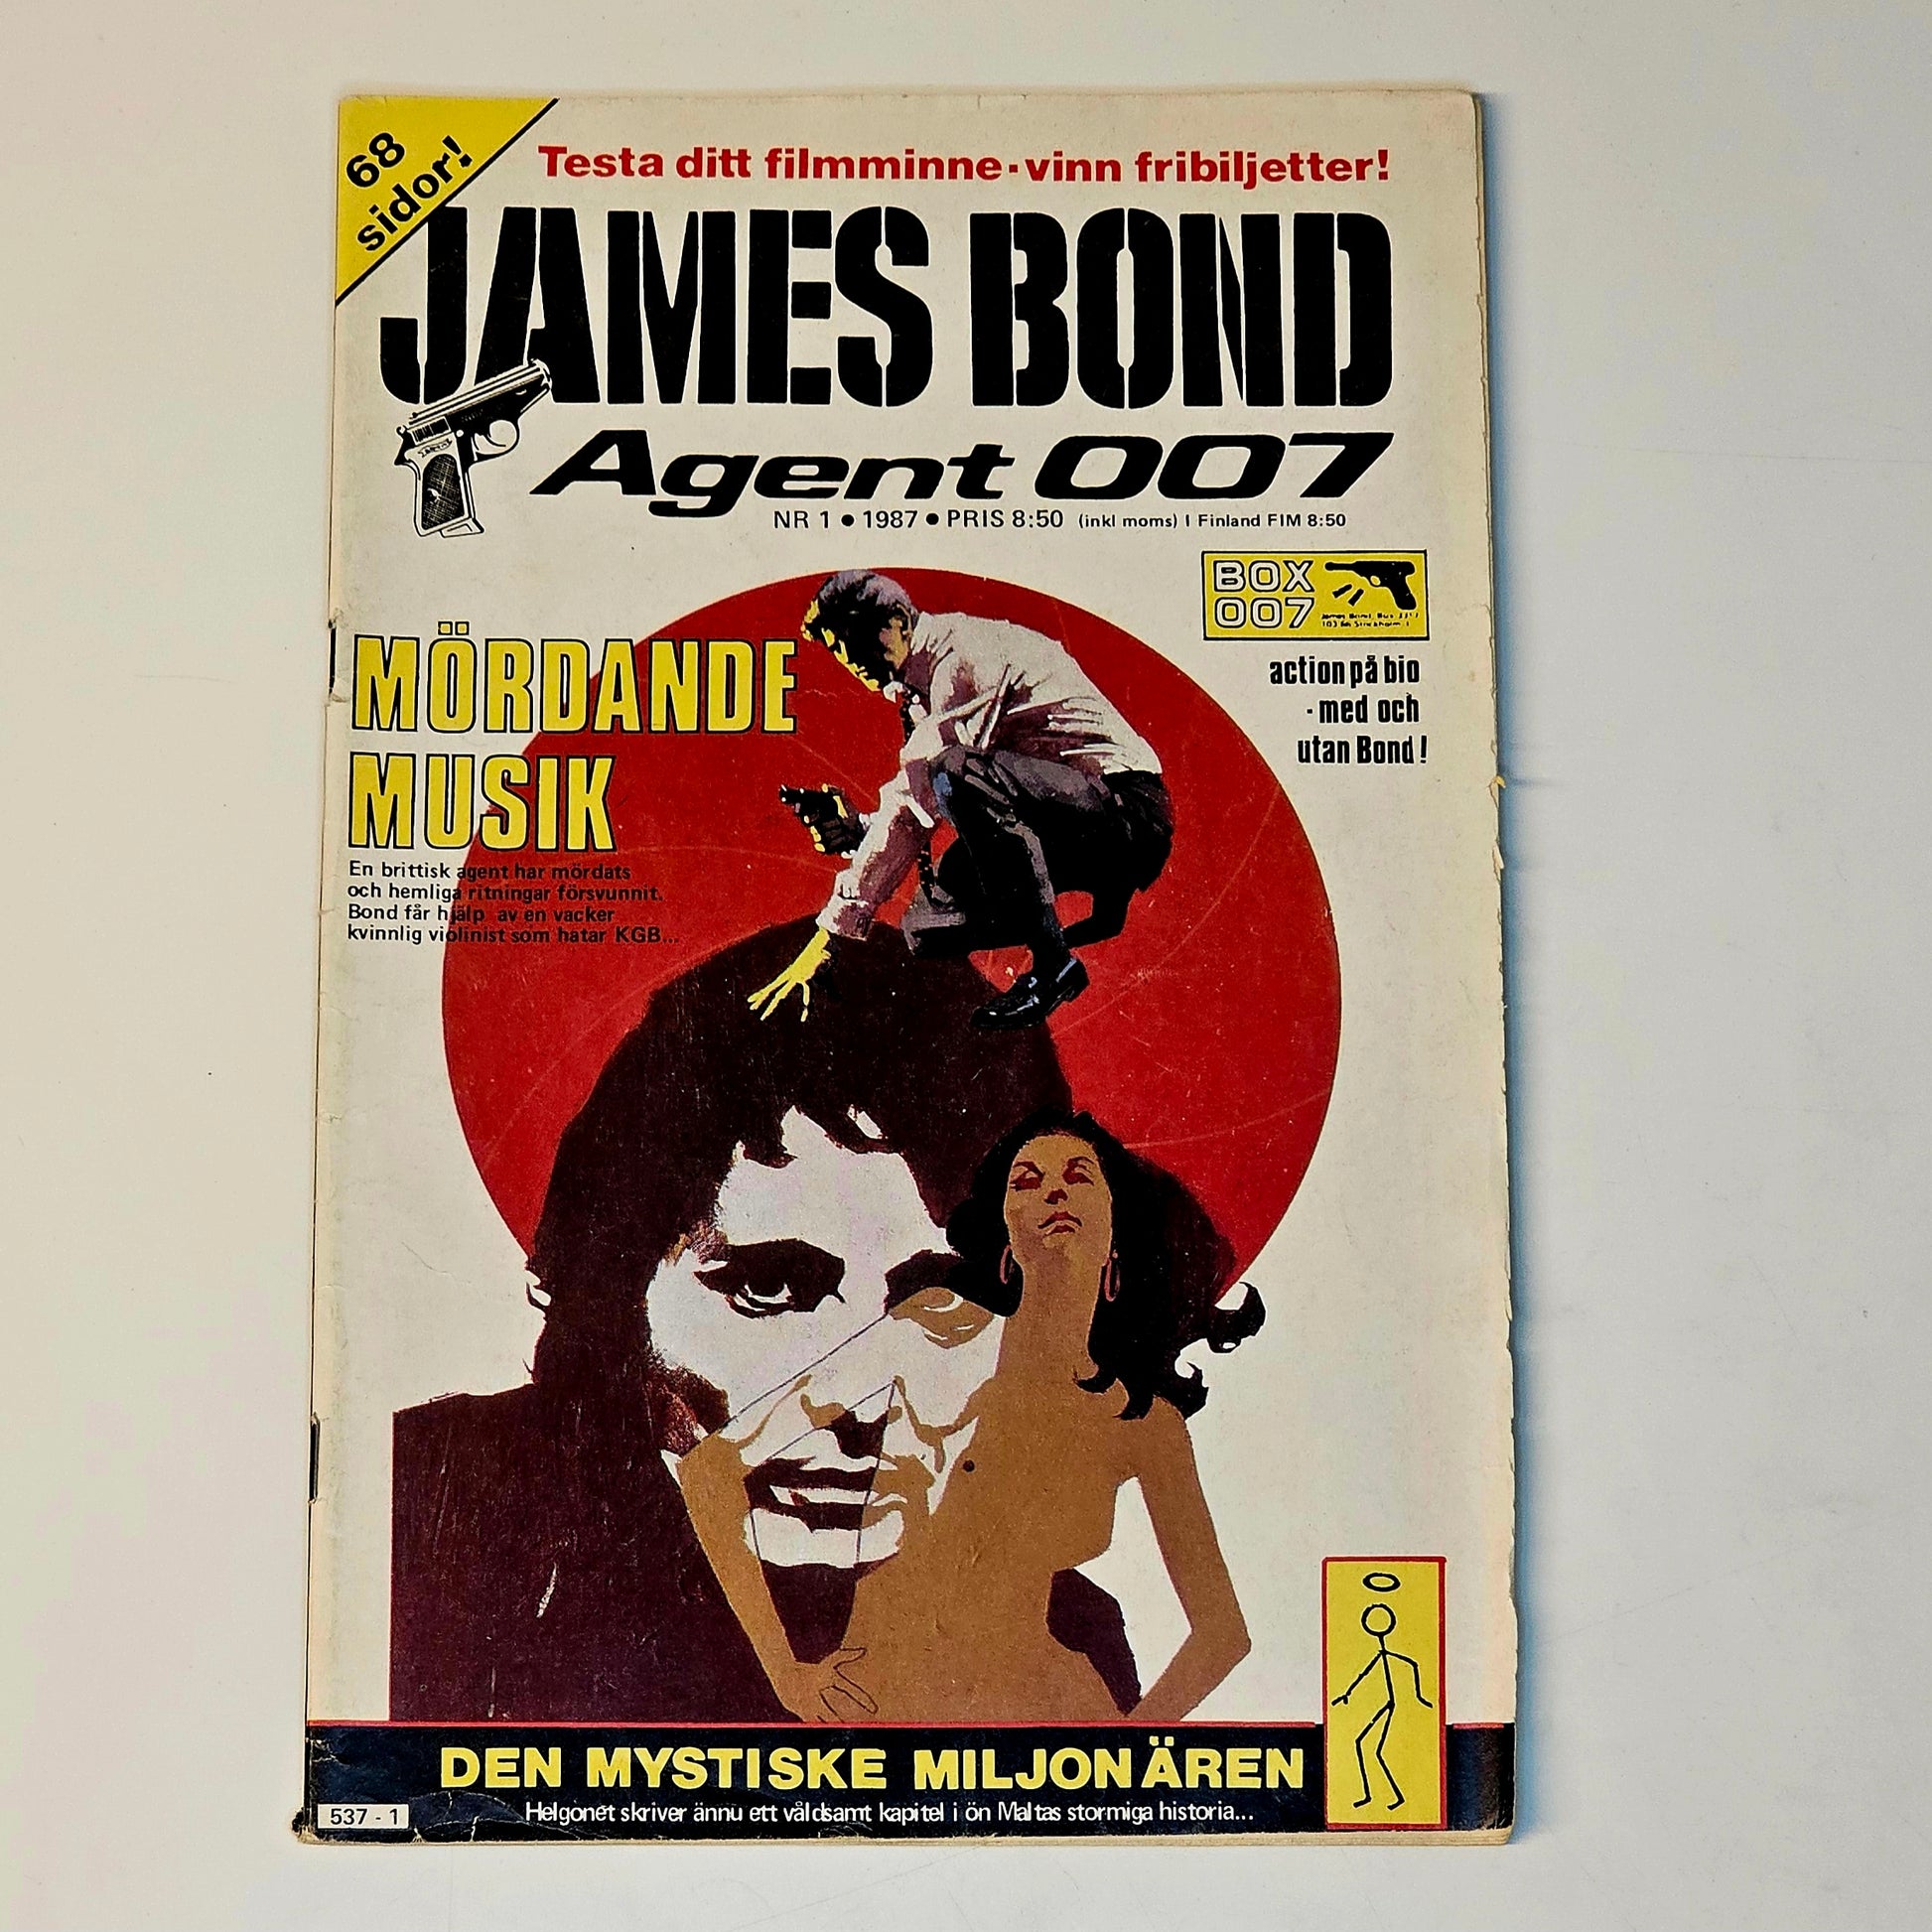 68
sidor!
Testa ditt filmminne·vinn fribiljetter!
JAMES BOND
Agent 007
NR 1 ● 1987 ● PRIS 8:50 (inkl moms) I Finland FIM 8:50
BOX
007
103 Stockholm 1
action på bio
- med och
utan Bond!
MÖRDANDE
MUSIK
En brittisk agent har mördats
och hemliga ritningar försvunnit.
Bond får hjälp av en vacker
kvinnlig violinist som hatar KGB...
DEN MYSTISKE MILJONÄREN
Helgonet skriver ännu ett våldsamt kapitel i ön Maltas stormiga historia...
537 - 1